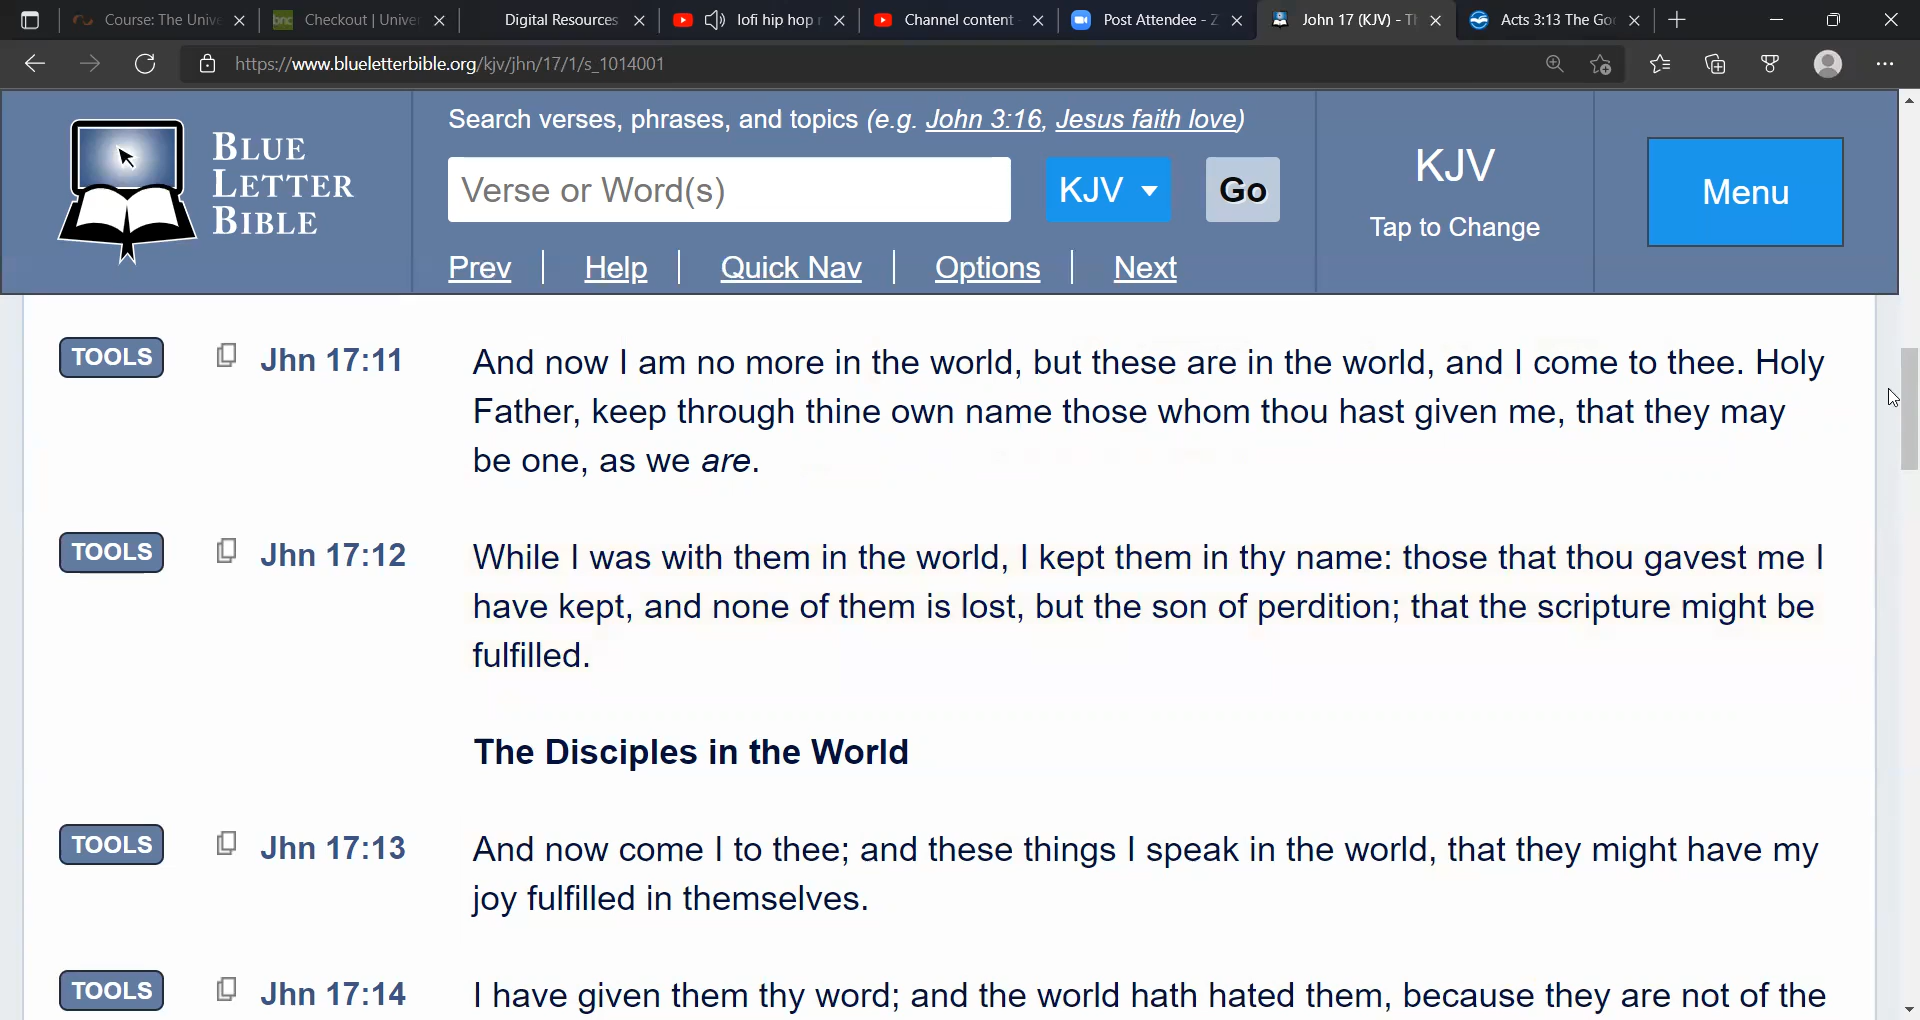 Course: The Unive
Checkout | Univer
Digital Resources
lofi hip hop r
Channel content
Post Attendee - Z
John 17 (KJV) - Th
Acts 3:13 The Go
https://www.blueletterbible.org/kjv/jhn/17/1/s_1014001
BLUE
LETTER
BIBLE
Search verses, phrases, and topics (e.g. John 3:16, Jesus faith love)
Verse or Word(s)
KJV
Go
Prev | Help | Quick Nav | Options | Next
KJV
Tap to Change
Menu
TOOLS Jhn 17:11 And now I am no more in the world, but these are in the world, and I come to thee. Holy
Father, keep through thine own name those whom thou hast given me, that they may
be one, as we are.
TOOLS Jhn 17:12 While I was with them in the world, I kept them in thy name: those that thou gavest me I
have kept, and none of them is lost, but the son of perdition; that the scripture might be
fulfilled.
The Disciples in the World
TOOLS Jhn 17:13 And now come I to thee; and these things I speak in the world, that they might have my
joy fulfilled in themselves.
TOOLS Jhn 17:14 I have given them thy word; and the world hath hated them, because they are not of the